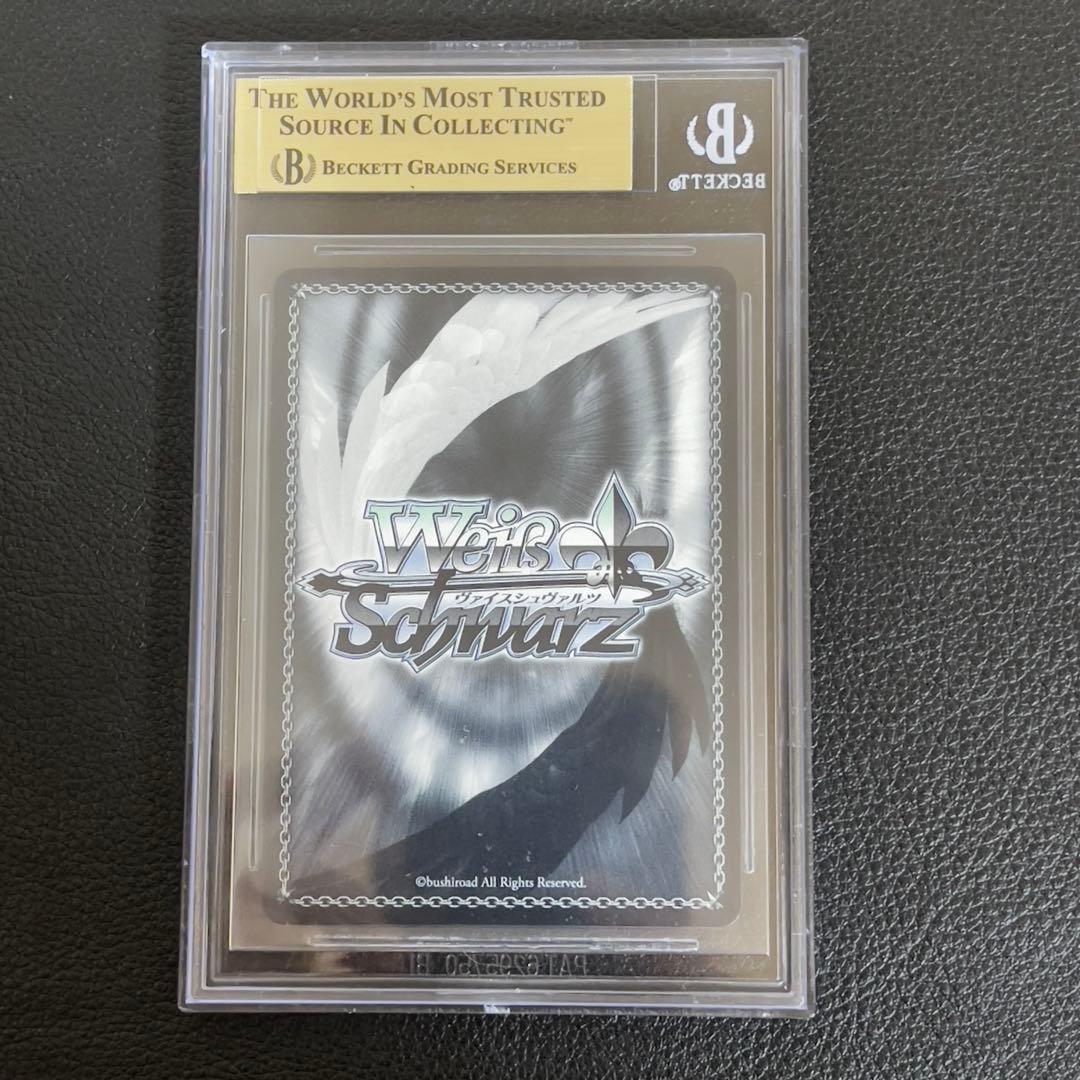 THE WORLD'S MOST TRUSTED
SOURCE IN COLLECTING™
B BECKETT GRADING SERVICES
B
BECKETT®
Weiß
ヴァイスシュヴァルツ
Schwarz
©bushiroad All Rights Reserved.